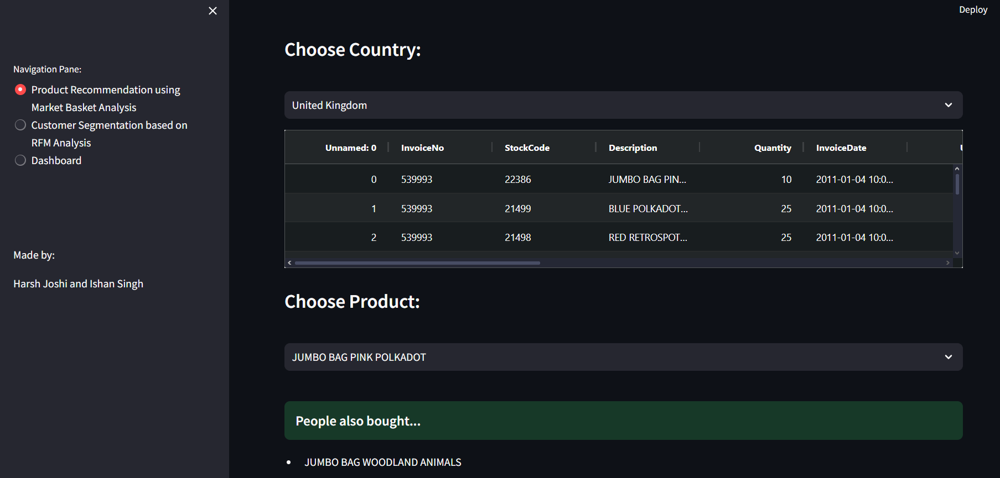 Deploy
Navigation Pane:
Product Recommendation using
Market Basket Analysis
Customer Segmentation based on
RFM Analysis
Dashboard
Made by:
Harsh Joshi and Ishan Singh
Choose Country:
United Kingdom
Unnamed: 0 InvoiceNo StockCode Description Quantity InvoiceDate
0 539993 22386 JUMBO BAG PIN... 10 2011-01-04 10:0...
1 539993 21499 BLUE POLKADOT... 25 2011-01-04 10:0...
2 539993 21498 RED RETROSPOT... 25 2011-01-04 10:0...
Choose Product:
JUMBO BAG PINK POLKADOT
People also bought...
• JUMBO BAG WOODLAND ANIMALS